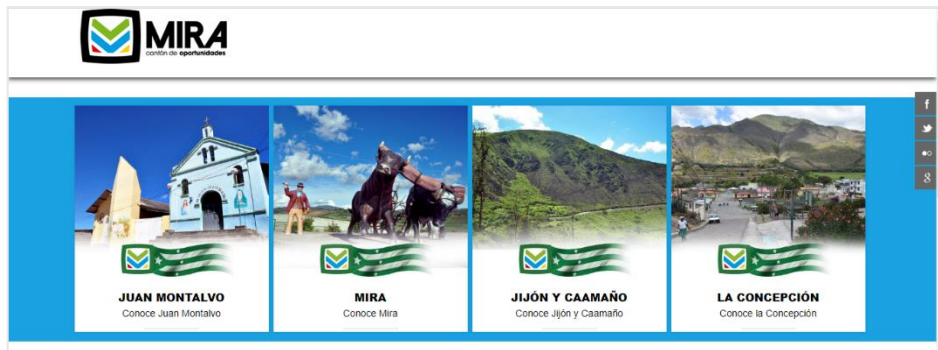 MIRA
cantón de oportunidades
JUAN MONTALVO
Conoce Juan Montalvo
MIRA
Conoce Mira
JIJÓN Y CAAMAÑO
Conoce Jijón y Caamaño
LA CONCEPCIÓN
Conoce la Concepción